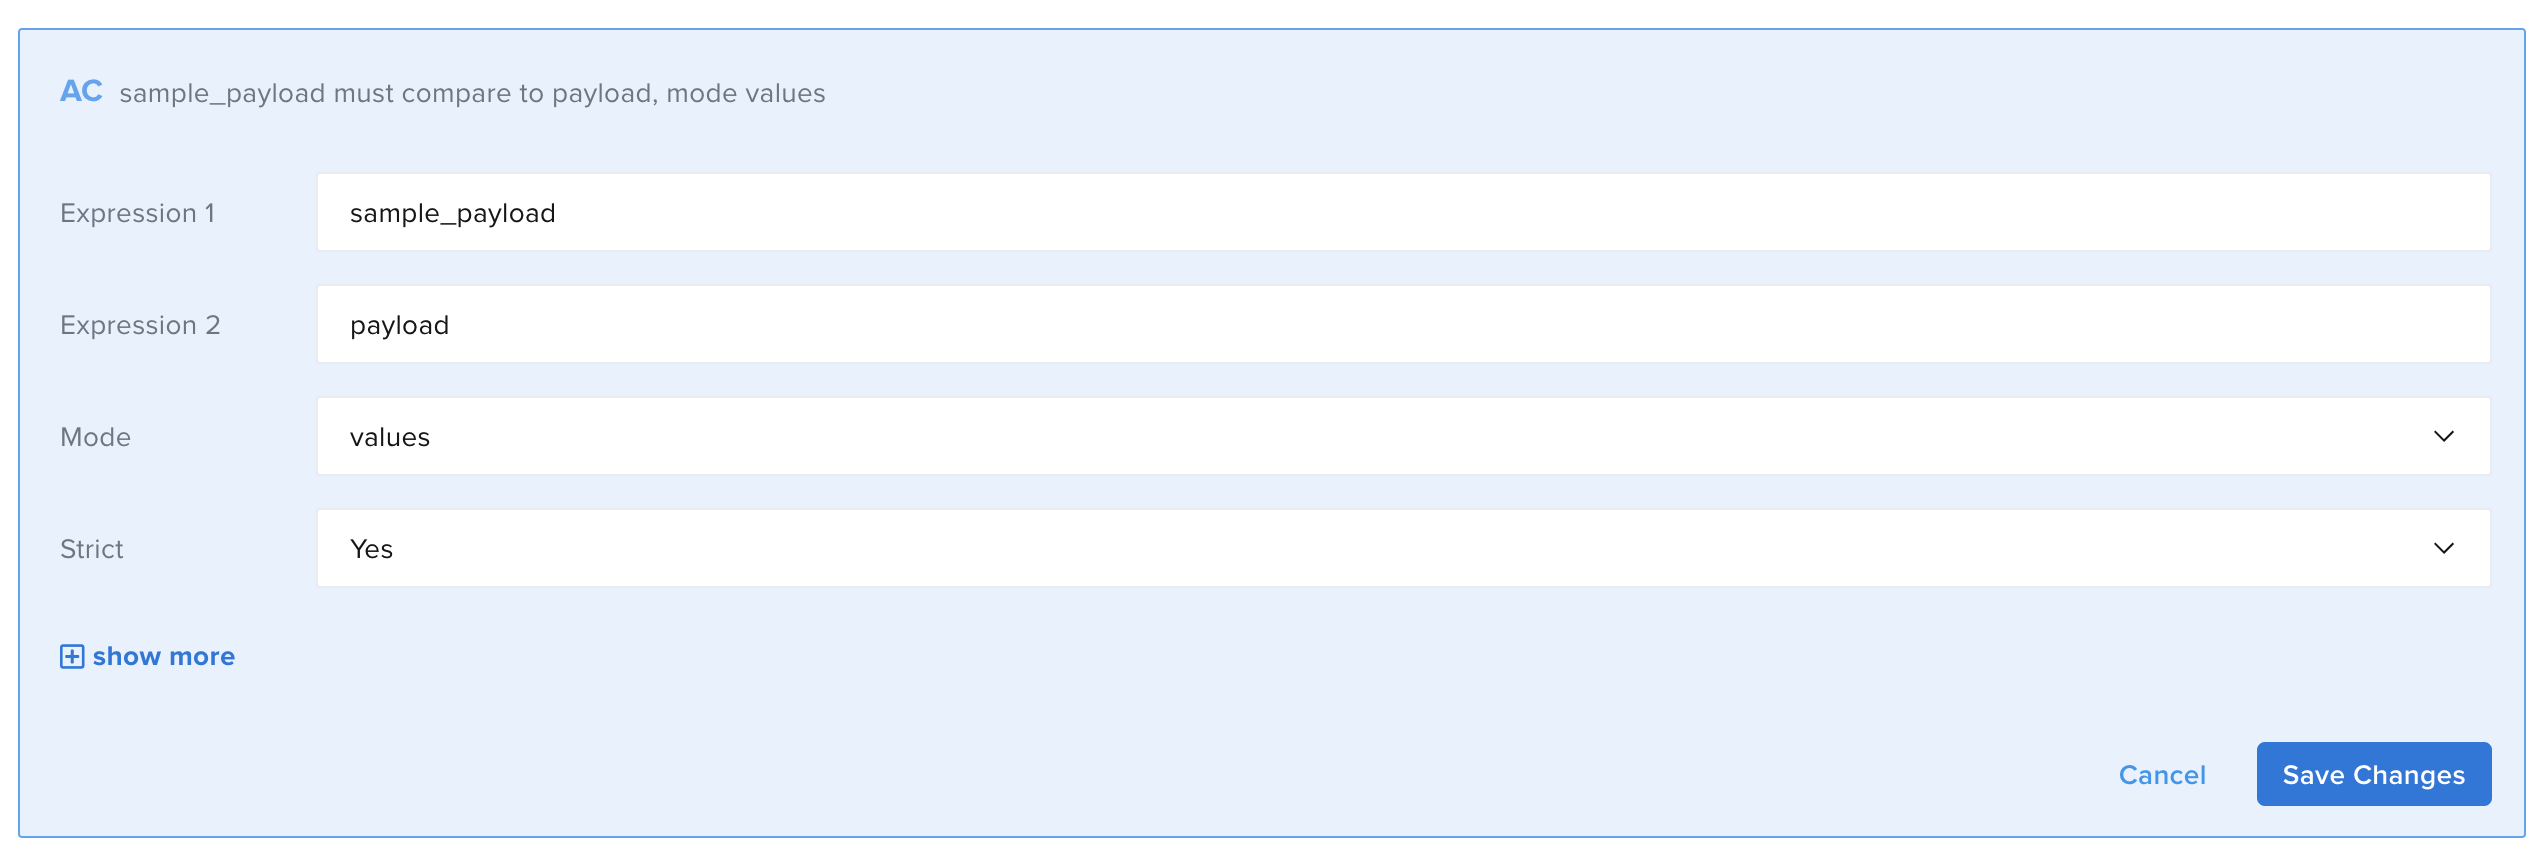 AC sample_payload must compare to payload, mode values
Expression 1 sample_payload
Expression 2 payload
Mode values
Strict Yes
show more
Cancel Save Changes